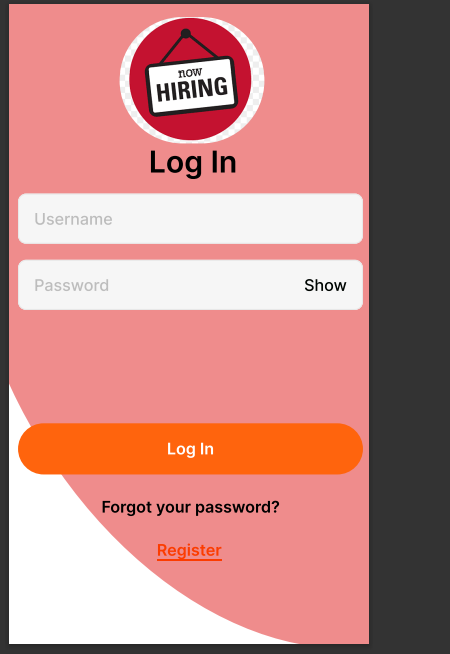 now
HIRING
Log In
Username
Password Show
Log In
Forgot your password?
Register